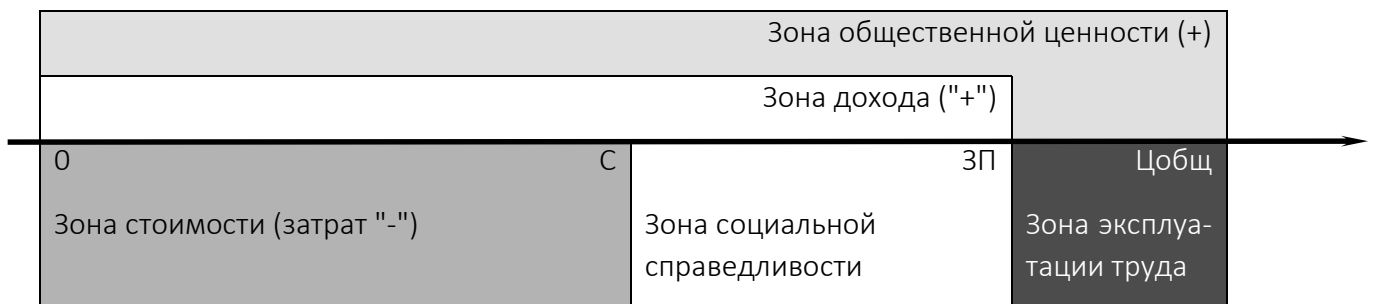 Зона общественной ценности (+)
Зона дохода ("+")
0 С ЗП Цобщ
Зона стоимости (затрат "-")
Зона социальной
справедливости
Зона эксплуа-
тации труда